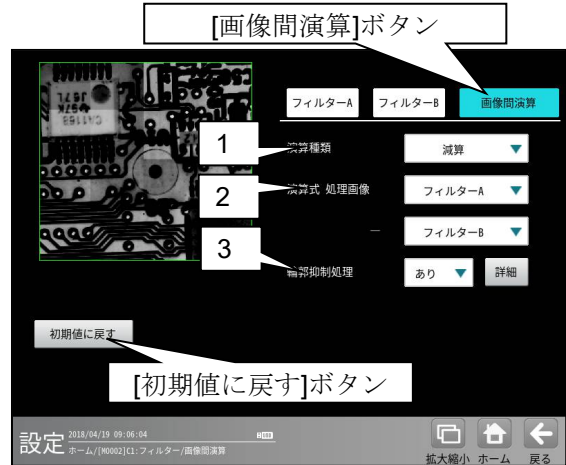 [画像間演算]ボタン
フィルターA
フィルターB
画像間演算
1
演算種類
減算
2
演算式 処理画像
フィルターA
－
フィルターB
3
輪郭抑制処理
あり
詳細
初期値に戻す
[初期値に戻す]ボタン
設定
2018/04/19 09:06:04
ホーム/[M0002]C1:フィルター/画像間演算
拡大縮小
ホーム
戻る